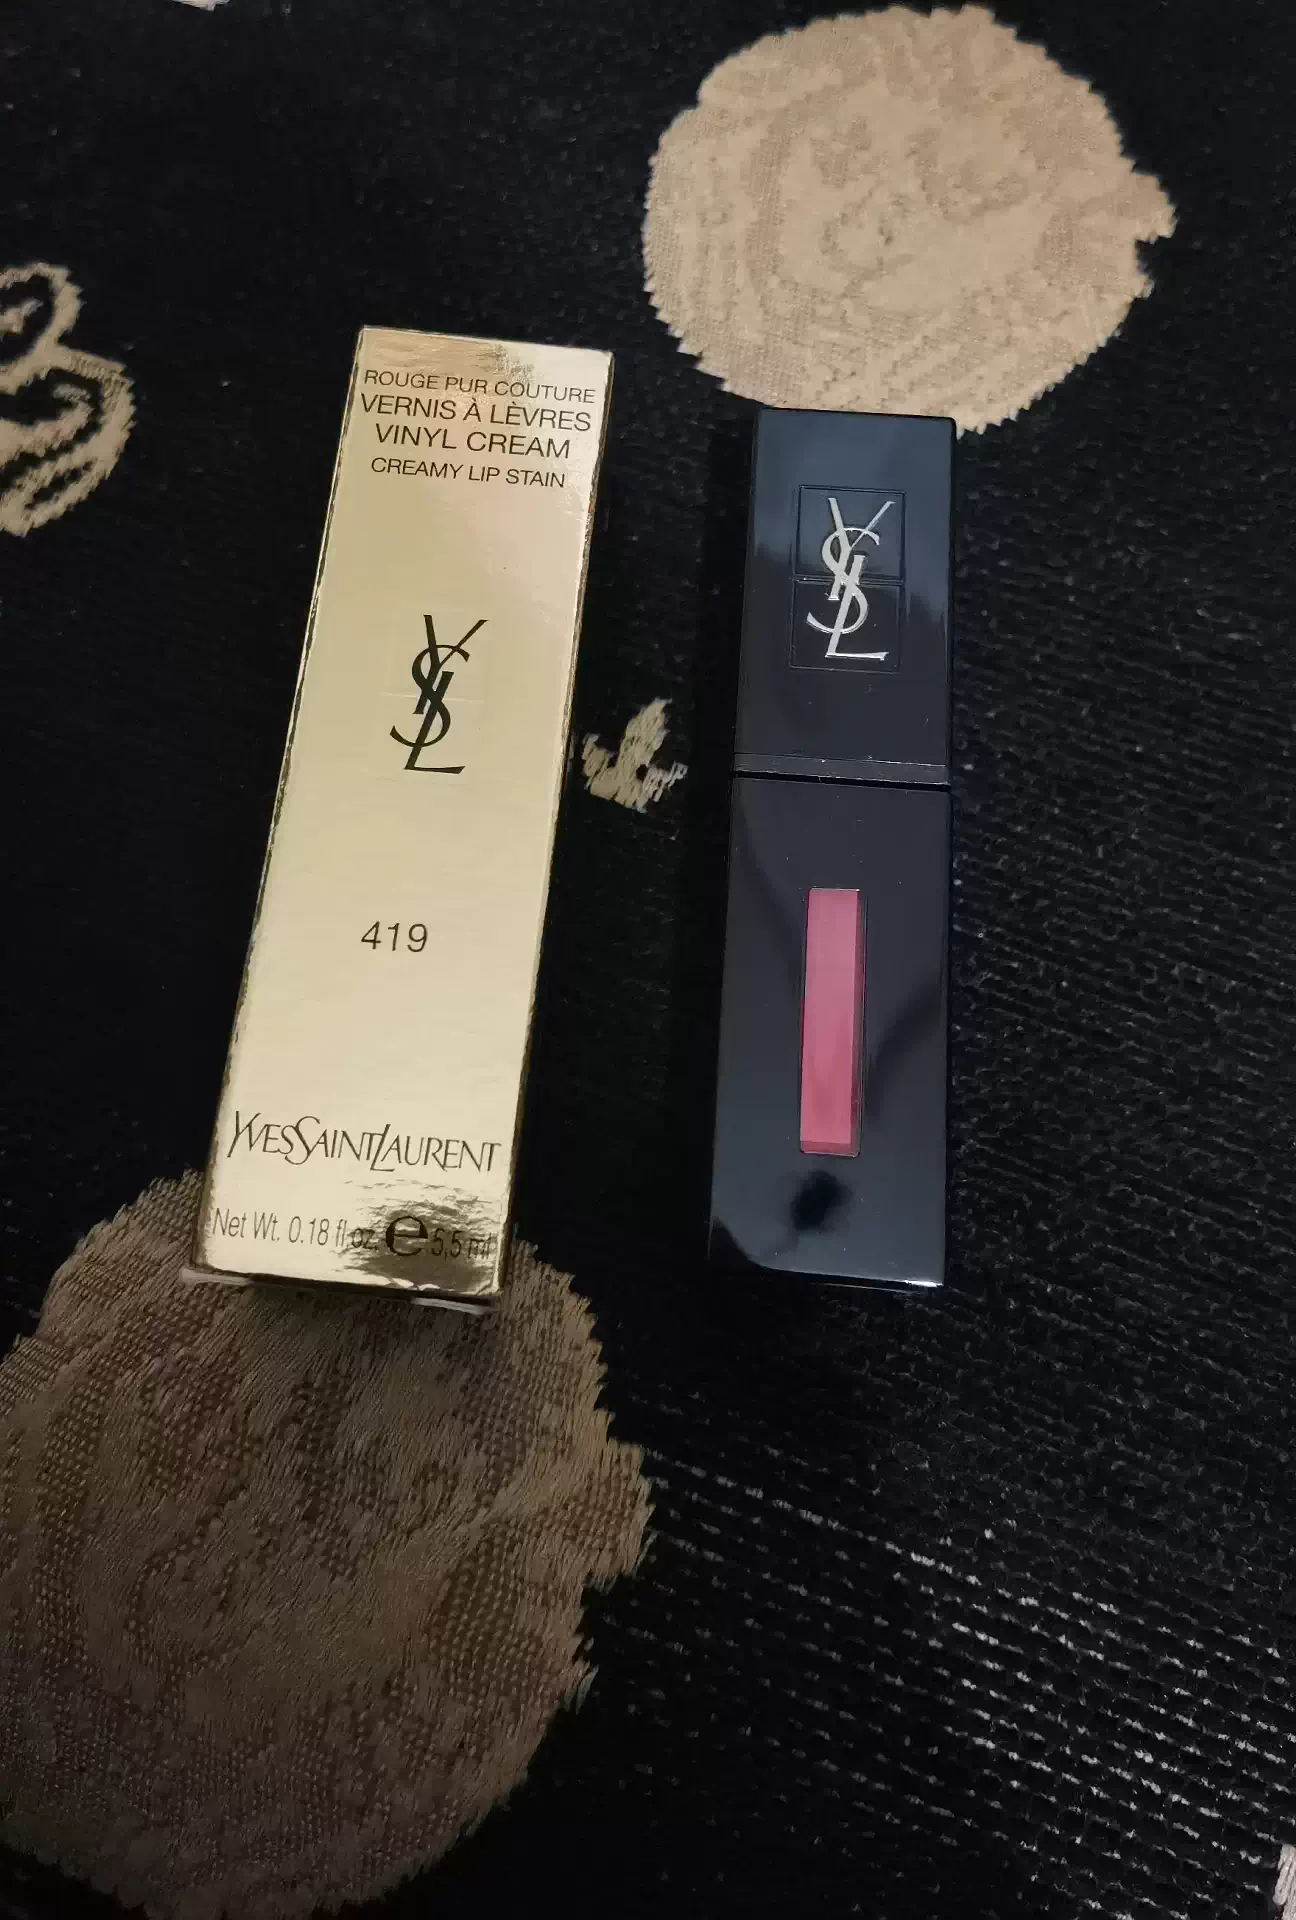 ROUGE PUR COUTURE
VERNIS À LÈVRES
VINYL CREAM
CREAMY LIP STAIN
YSL
419
YVESSAINTLAURENT
Net Wt. 0.18 fl.oz. e 5,5 ml
YSL